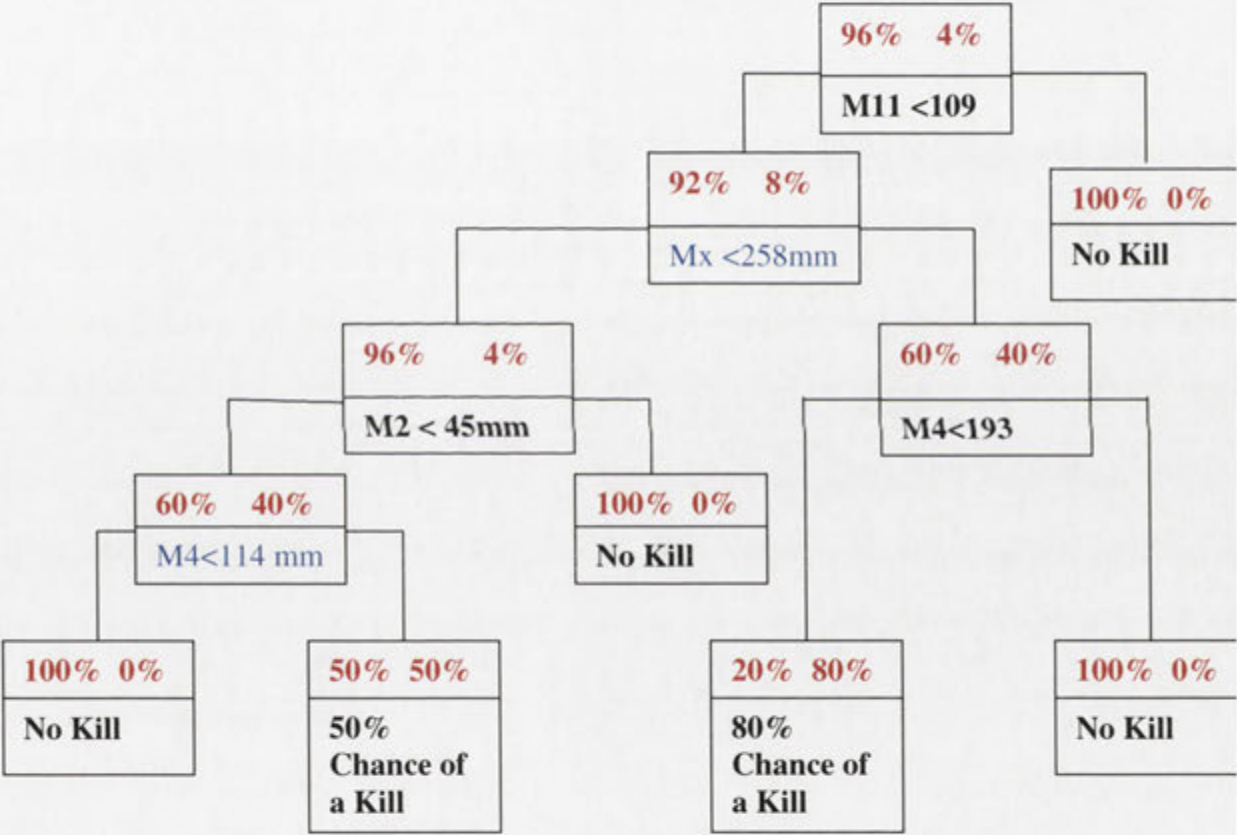 96% 4%
M11 <109
92% 8%
Mx <258mm
100% 0%
No Kill
96% 4%
M2 < 45mm
60% 40%
M4<193
60% 40%
M4<114 mm
100% 0%
No Kill
100% 0%
No Kill
50% 50%
50%
Chance of
a Kill
20% 80%
80%
Chance of
a Kill
100% 0%
No Kill